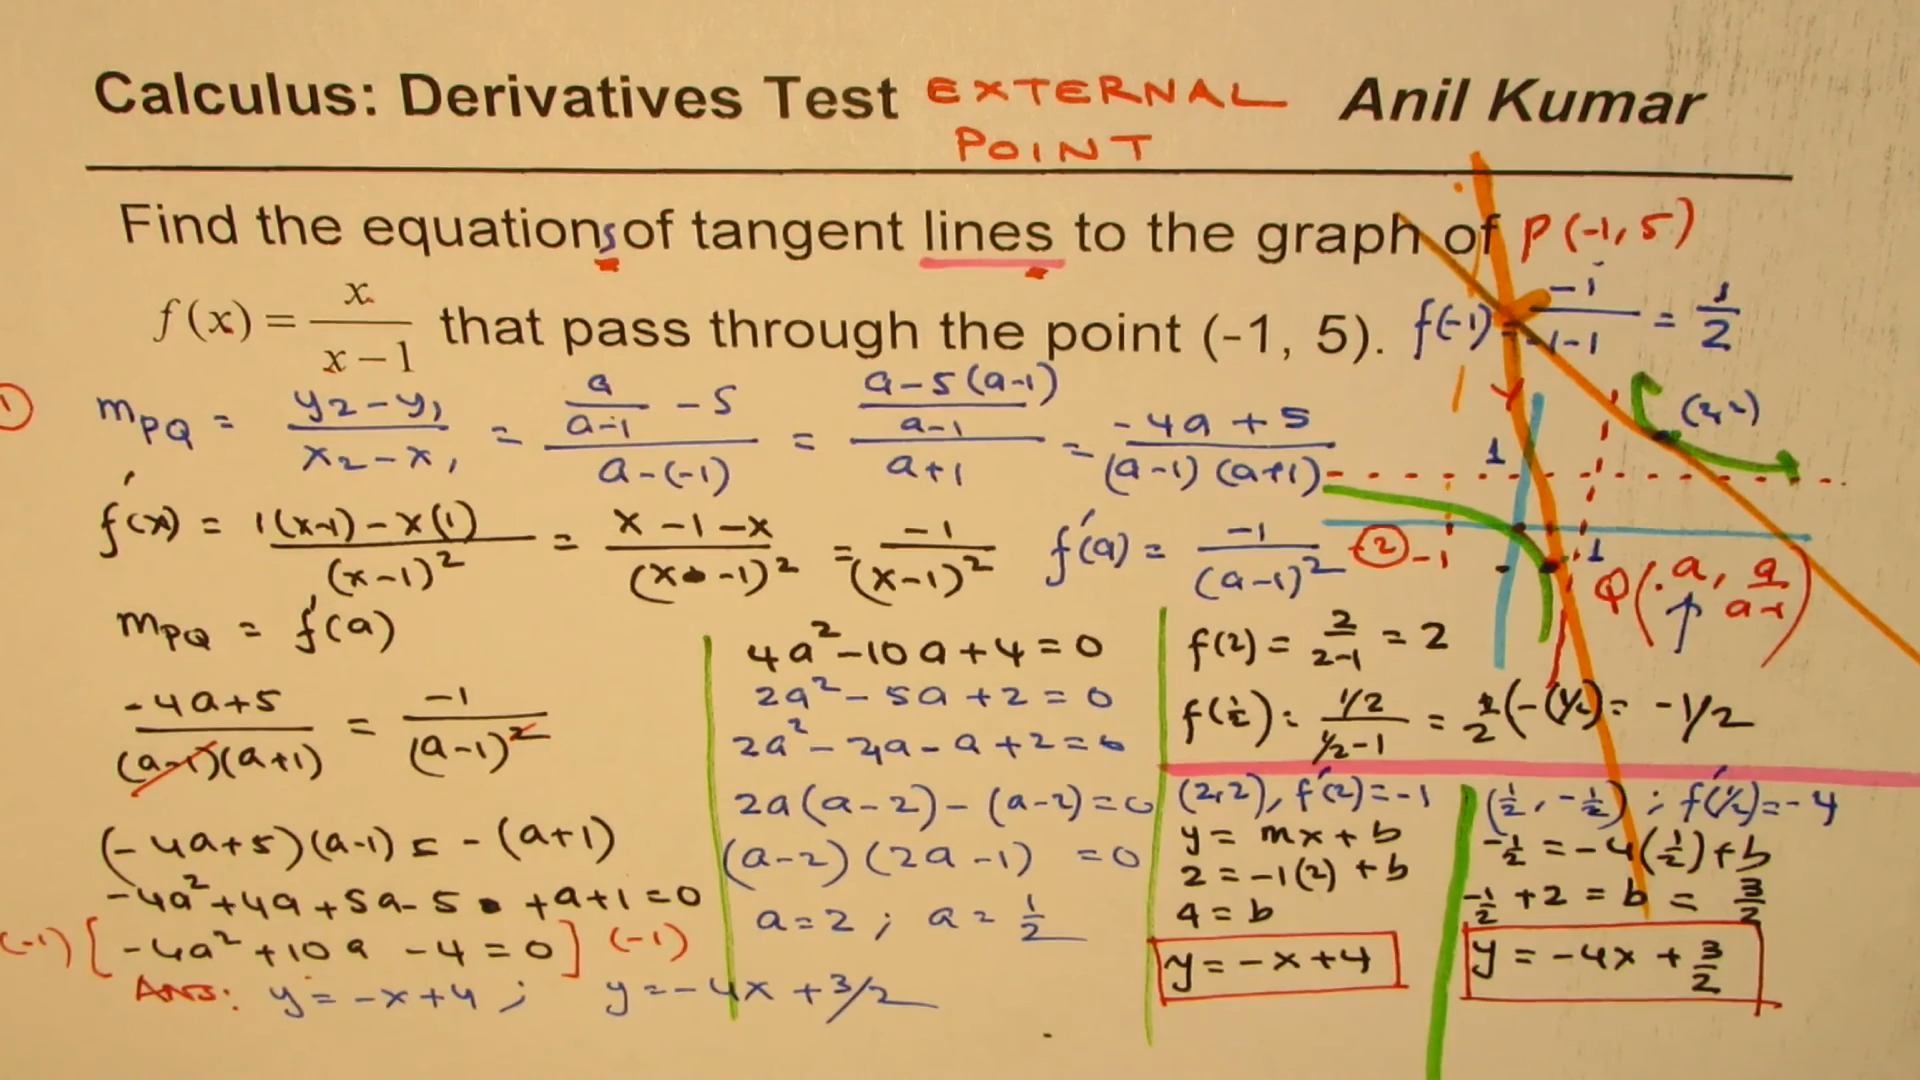 Calculus: Derivatives Test EXTERNAL POINT Anil Kumar
Find the equations of tangent lines to the graph of P(-1, 5)
f(x) = x/(x-1) that pass through the point (-1, 5). f(-1) = -1/(-1-1) = 1/2
① m_PQ = (y₂-y₁)/(x₂-x₁) = (a/(a-1) - 5)/(a-(-1)) = ((a-5(a-1))/(a-1))/(a+1) = (-4a+5)/((a-1)(a+1))
1
(2,2)
f'(x) = (1(x-1)-x(1))/(x-1)² = (x-1-x)/(x-1)² = -1/(x-1)² f'(a) = -1/(a-1)² ②
-1
1
Q(a, a/(a-1))
m_PQ = f'(a)
(-4a+5)/((a-1)(a+1)) = -1/(a-1)²
(-4a+5)(a-1) = -(a+1)
-4a²+4a+5a-5+a+1=0
(-1)[-4a²+10a-4=0](-1)
Ans: y=-x+4; y=-4x+3/2
4a²-10a+4=0
2a²-5a+2=0
2a²-4a-a+2=0
2a(a-2)-(a-2)=0
(a-2)(2a-1)=0
a=2; a=1/2
f(2) = 2/(2-1) = 2
f(1/2) = (1/2)/(1/2-1) = -1/2
(2,2), f'(2)=-1
y=mx+b
2=-1(2)+b
4=b
y=-x+4
(1/2, -1/2); f'(1/2)=-4
-1/2=-4(1/2)+b
-1/2+2=b=3/2
y=-4x+3/2